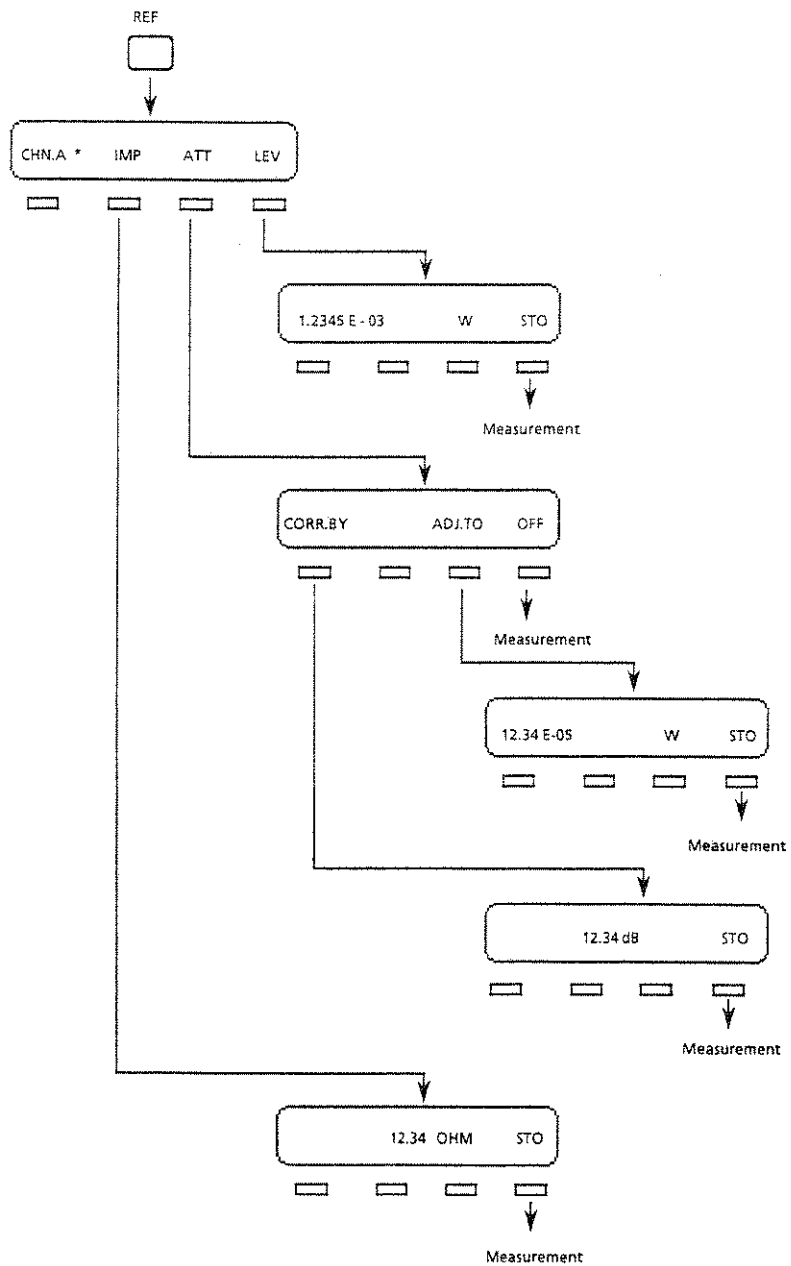 REF
CHN.A * IMP ATT LEV
1.2345 E - 03 W STO
Measurement
CORR.BY ADJ.TO OFF
Measurement
12.34 E-05 W STO
Measurement
12.34 dB STO
Measurement
12.34 OHM STO
Measurement